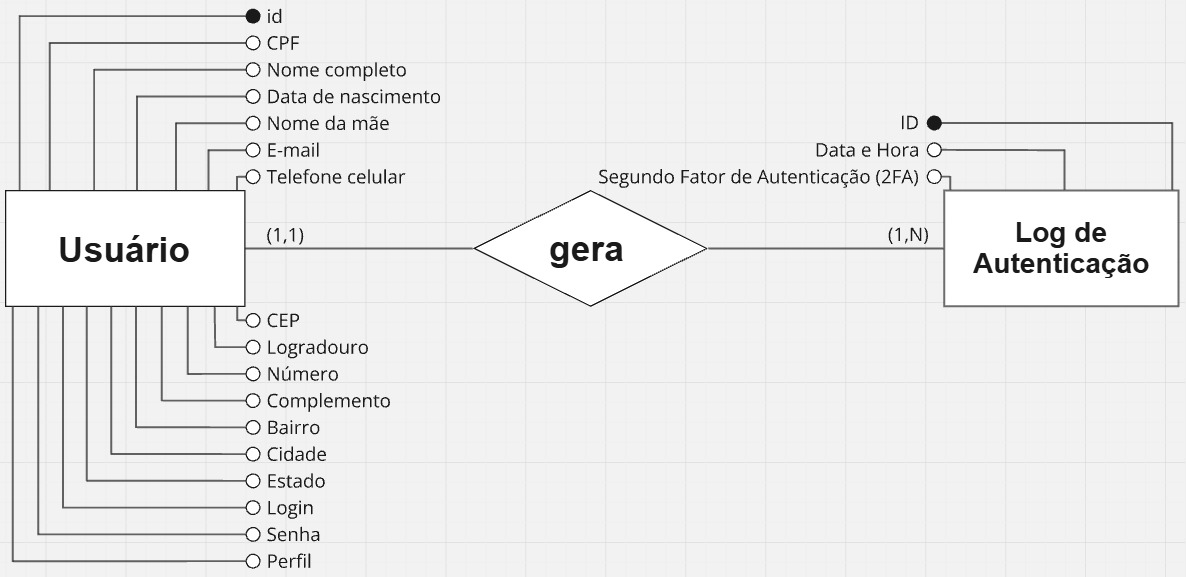 id
CPF
Nome completo
Data de nascimento
Nome da mãe
E-mail
Telefone celular
Usuário
(1,1)
gera
(1,N)
ID
Data e Hora
Segundo Fator de Autenticação (2FA)
Log de
Autenticação
CEP
Logradouro
Número
Complemento
Bairro
Cidade
Estado
Login
Senha
Perfil